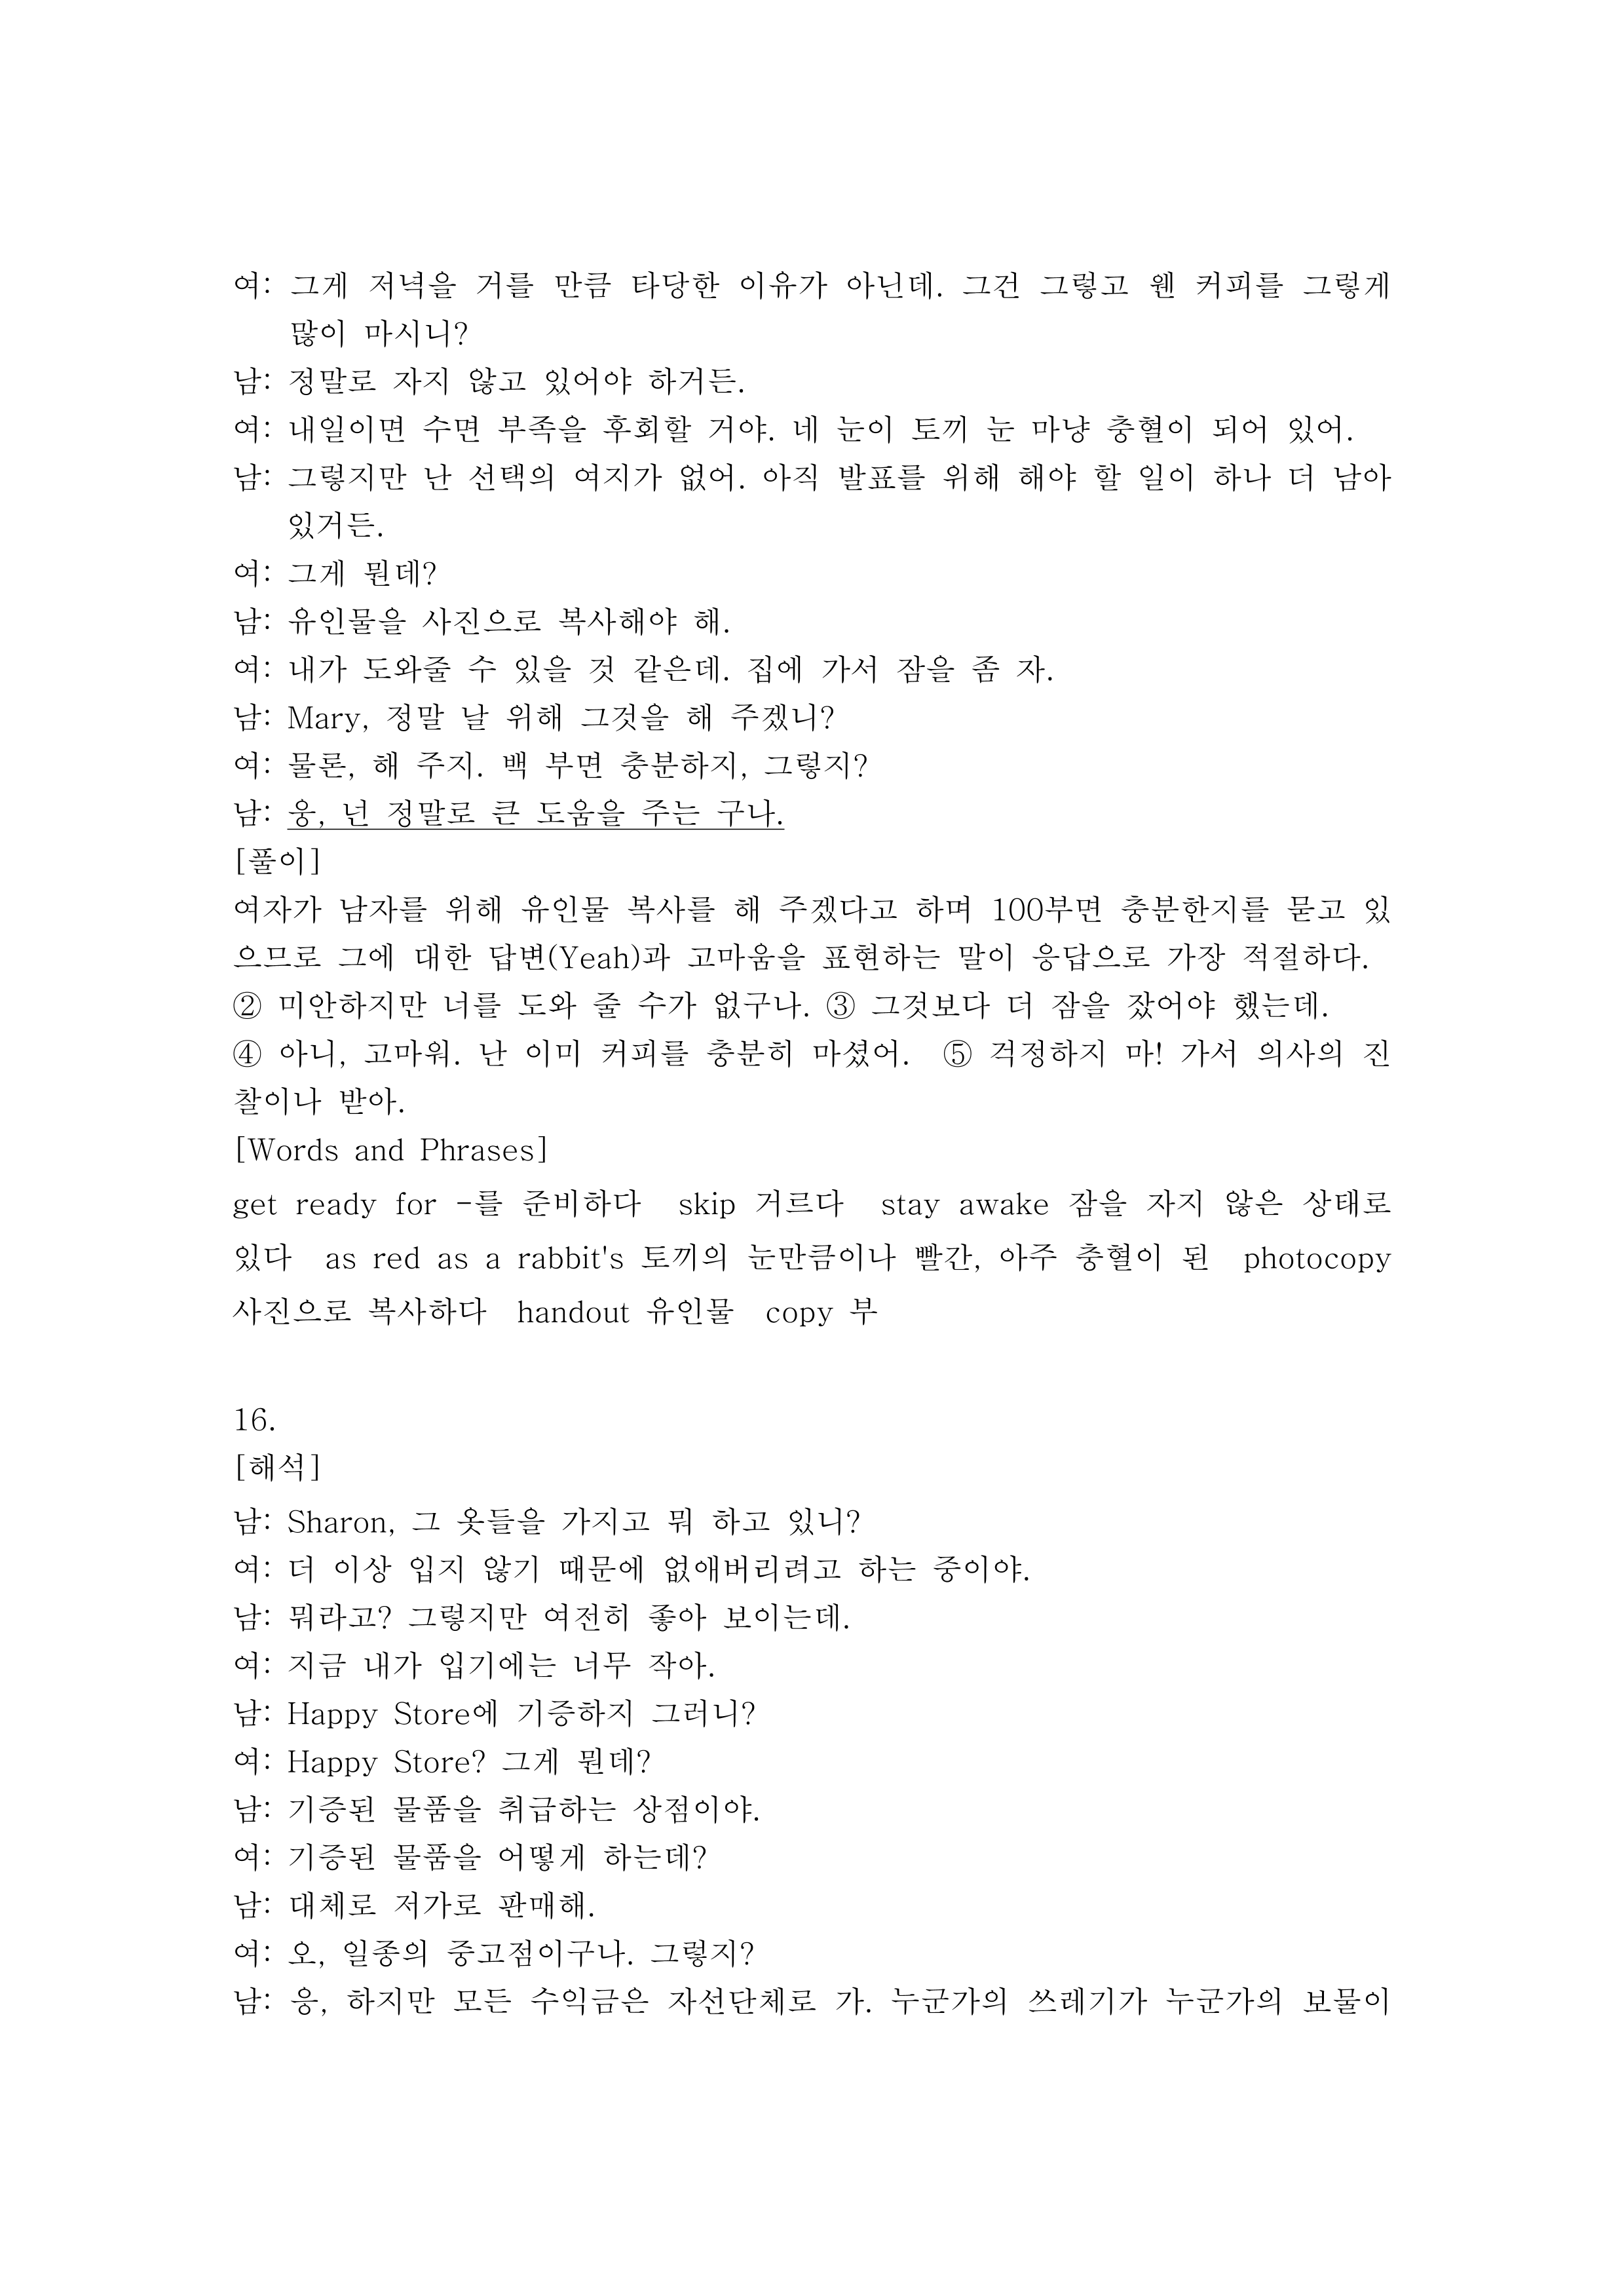 여: 그게 저녁을 거를 만큼 타당한 이유가 아닌데. 그건 그렇고 웬 커피를 그렇게
많이 마시니?
남: 정말로 자지 않고 있어야 하거든.
여: 내일이면 수면 부족을 후회할 거야. 네 눈이 토끼 눈 마냥 충혈이 되어 있어.
남: 그렇지만 난 선택의 여지가 없어. 아직 발표를 위해 해야 할 일이 하나 더 남아
있거든.
여: 그게 뭔데?
남: 유인물을 사진으로 복사해야 해.
여: 내가 도와줄 수 있을 것 같은데. 집에 가서 잠을 좀 자.
남: Mary, 정말 날 위해 그것을 해 주겠니?
여: 물론, 해 주지. 백 부면 충분하지, 그렇지?
남: 웅, 넌 정말로 큰 도움을 주는 구나.
[풀이]
여자가 남자를 위해 유인물 복사를 해 주겠다고 하며 100부면 충분한지를 묻고 있
으므로 그에 대한 답변(Yeah)과 고마움을 표현하는 말이 응답으로 가장 적절하다.
② 미안하지만 너를 도와 줄 수가 없구나. ③ 그것보다 더 잠을 잤어야 했는데.
④ 아니, 고마워. 난 이미 커피를 충분히 마셨어. ⑤ 걱정하지 마! 가서 의사의 진
찰이나 받아.
[Words and Phrases]
get ready for -를 준비하다 skip 거르다 stay awake 잠을 자지 않은 상태로
있다 as red as a rabbit's 토끼의 눈만큼이나 빨간, 아주 충혈이 된 photocopy
사진으로 복사하다 handout 유인물 copy 부
16.
[해석]
남: Sharon, 그 옷들을 가지고 뭐 하고 있니?
여: 더 이상 입지 않기 때문에 없애버리려고 하는 중이야.
남: 뭐라고? 그렇지만 여전히 좋아 보이는데.
여: 지금 내가 입기에는 너무 작아.
남: Happy Store에 기증하지 그러니?
여: Happy Store? 그게 뭔데?
남: 기증된 물품을 취급하는 상점이야.
여: 기증된 물품을 어떻게 하는데?
남: 대체로 저가로 판매해.
여: 오, 일종의 중고점이구나. 그렇지?
남: 응, 하지만 모든 수익금은 자선단체로 가. 누군가의 쓰레기가 누군가의 보물이